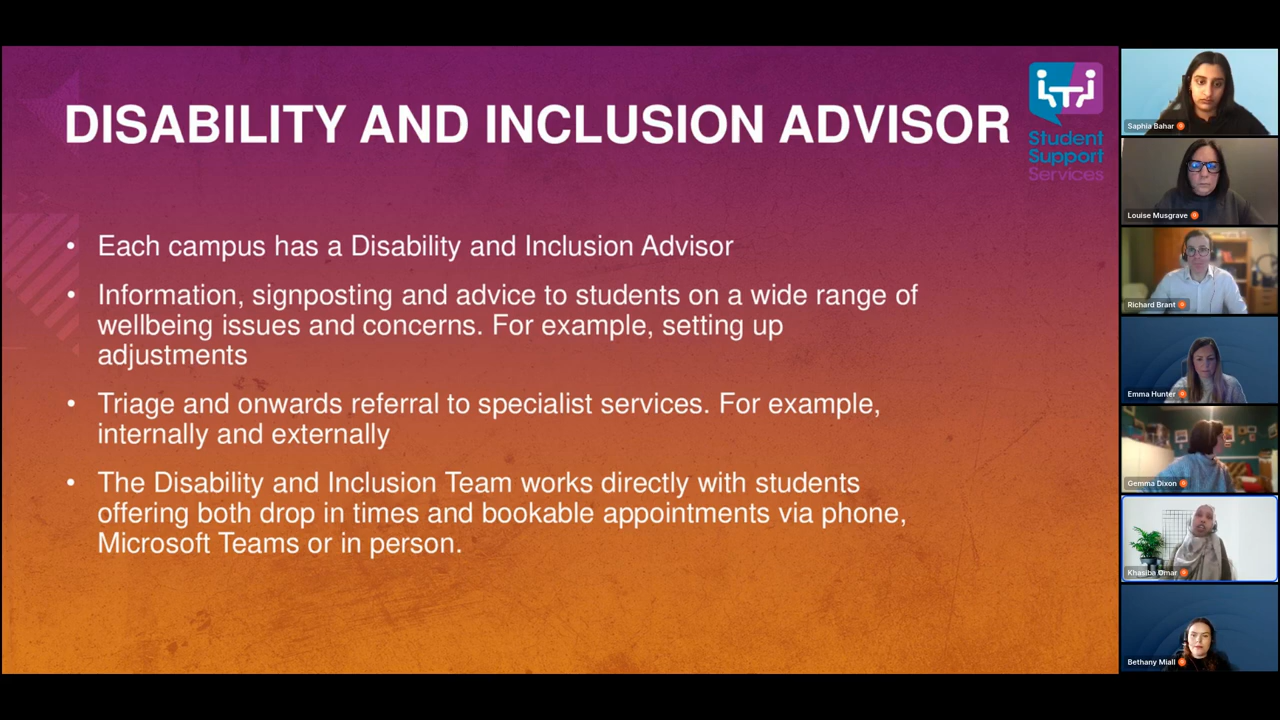 DISABILITY AND INCLUSION ADVISOR
Student
Support
Services
• Each campus has a Disability and Inclusion Advisor
• Information, signposting and advice to students on a wide range of
wellbeing issues and concerns. For example, setting up
adjustments
• Triage and onwards referral to specialist services. For example,
internally and externally
• The Disability and Inclusion Team works directly with students
offering both drop in times and bookable appointments via phone,
Microsoft Teams or in person.
Saphia Bahar
Louise Musgrave
Richard Brant
Emma Hunter
Gemma Dixon
Khasiba Omar
Bethany Miall